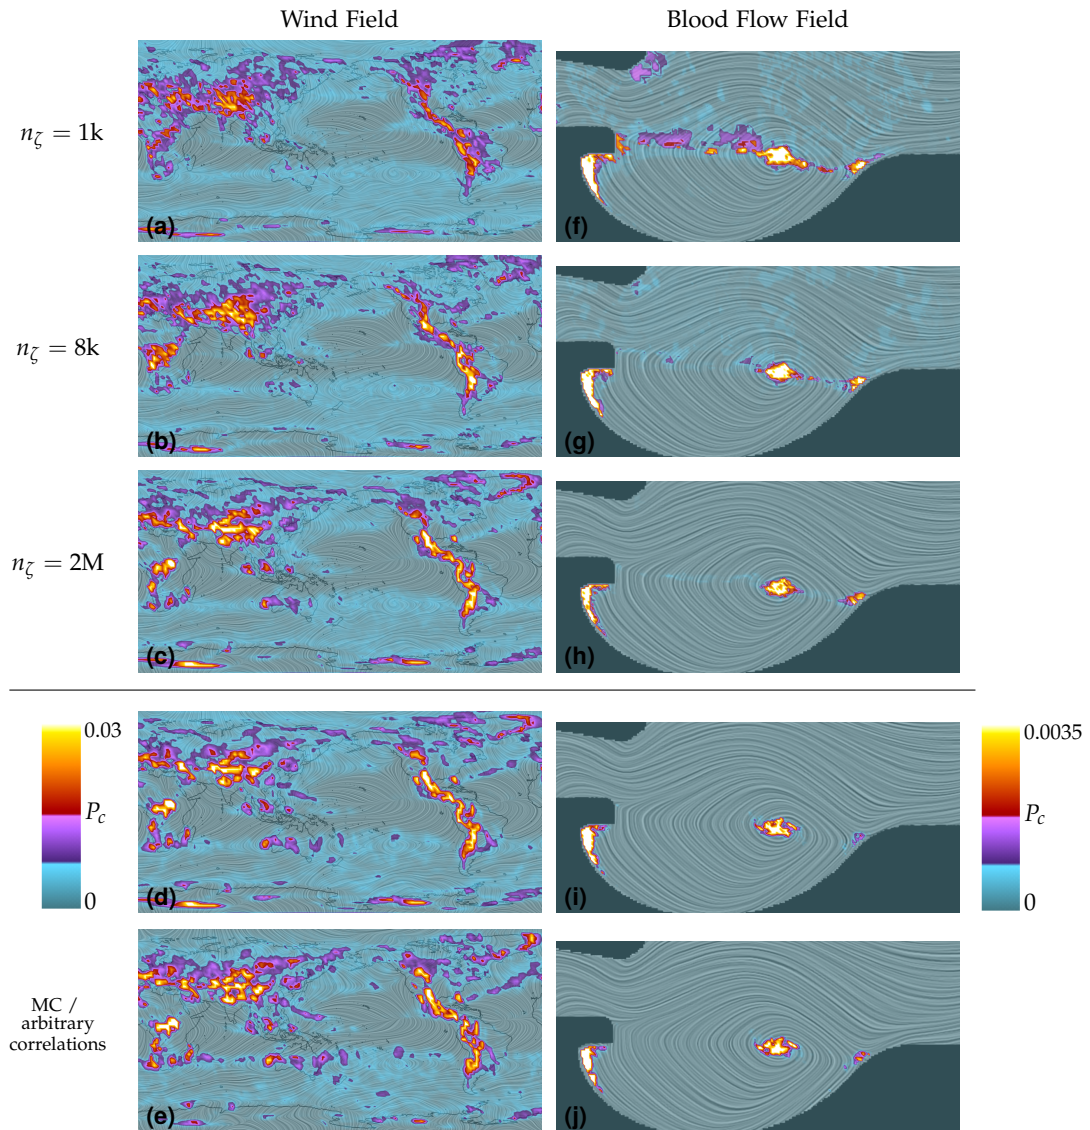 Wind Field
Blood Flow Field
n_ζ = 1k
(a)
(f)
n_ζ = 8k
(b)
(g)
n_ζ = 2M
(c)
(h)
0.03
P_c
0
(d)
(i)
0.0035
P_c
0
MC /
arbitrary
correlations
(e)
(j)